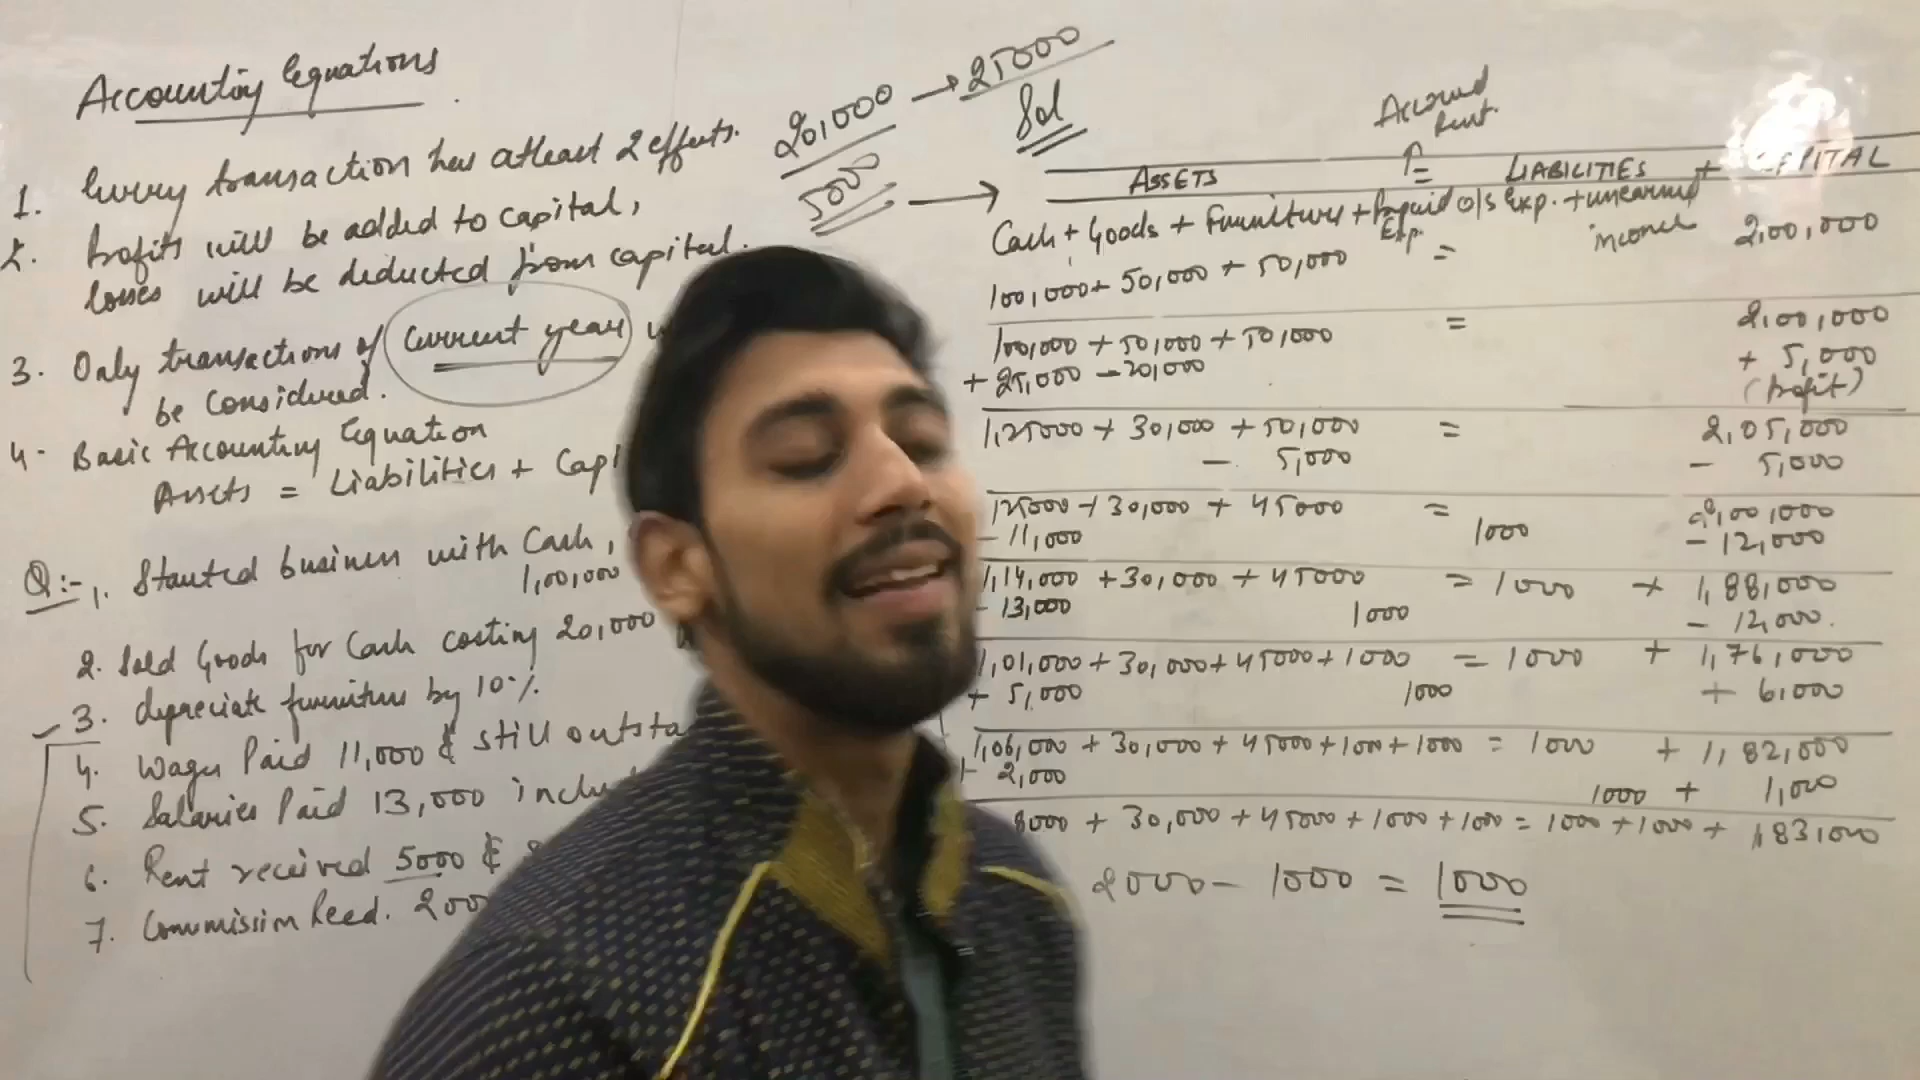 Accounting Equations
1. Every transaction has atleast 2 effects.
2. Profits will be added to capital,
losses will be deducted from capital.
3. Only transactions of current year
be considered.
4. Basic Accounting Equation
Assets = Liabilities + Capi
Q:- 1. Started business with Cash,
1,00,000
2. Sold Goods for Cash costing 20,000
3. depreciate furniture by 10%
4. Wages Paid 11,000 & still outsta
5. Salaries Paid 13,000 inclu
6. Rent received 5000 &
7. Commission Recd. 200
20,000 → 25000
5000 →
Sol
Accrued
Rent.
ASSETS = LIABILITIES + CAPITAL
Cash + Goods + Furniture + Prepaid o/s Exp. + unearned
Exp. income
100,000 + 50,000 + 50,000 = 2,00,000
100,000 + 50,000 + 50,000 = 2,00,000
+ 25,000 - 20,000 + 5,000
(Profit)
1,25000 + 30,000 + 50,000 = 2,05,000
- 5,000 - 5,000
125000 + 30,000 + 45000 = 2,00,000
- 11,000 1000 - 12,000
1,14,000 + 30,000 + 45000 = 1000 + 1,88,000
- 13,000 1000 - 12,000.
1,01,000 + 30,000 + 45000 + 1000 = 1000 + 1,76,000
+ 5,000 1000 + 6,000
1,06,000 + 30,000 + 45000 + 1000 + 1000 = 1000 + 1,82,000
+ 2,000 1000 + 1,000
8000 + 30,000 + 45000 + 1000 + 1000 = 1000 + 1000 + 1,83,000
2000 - 1000 = 1000